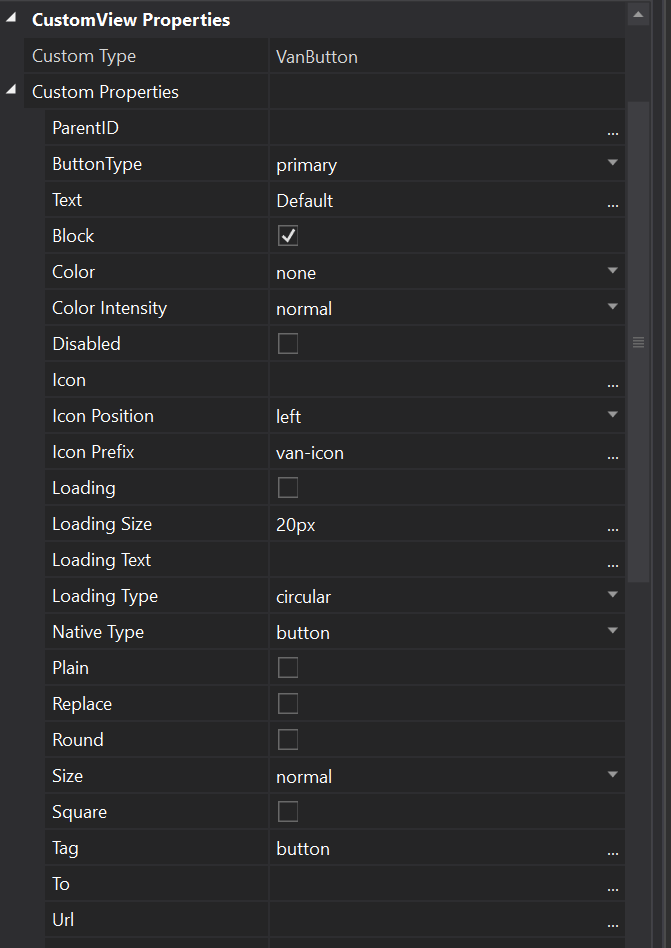 CustomView Properties
Custom Type VanButton
Custom Properties
ParentID ...
ButtonType primary
Text Default ...
Block
Color none
Color Intensity normal
Disabled
Icon ...
Icon Position left
Icon Prefix van-icon ...
Loading
Loading Size 20px ...
Loading Text ...
Loading Type circular
Native Type button
Plain
Replace
Round
Size normal
Square
Tag button ...
To ...
Url ...